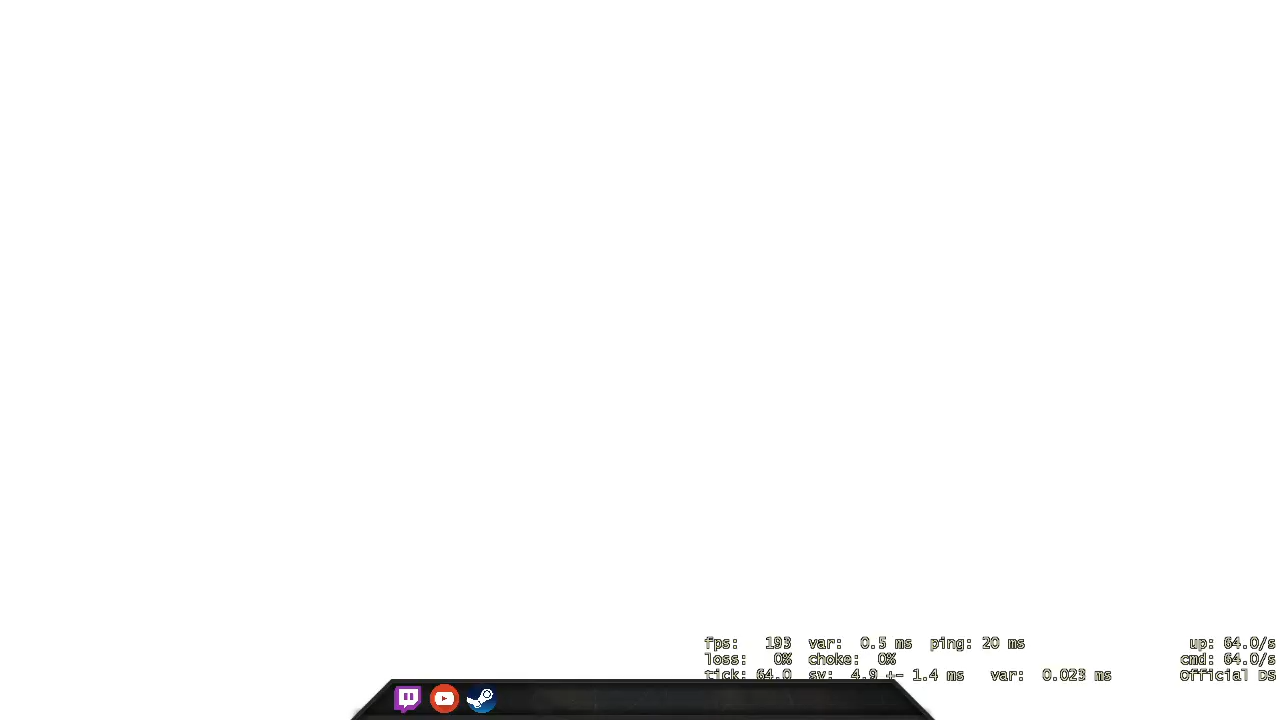 fps: 193 var: 0.5 ms ping: 20 ms up: 64.0/s
loss: 0% choke: 0% cmd: 64.0/s
tick: 64.0 sv: 4.9 +- 1.4 ms var: 0.023 ms Official DS